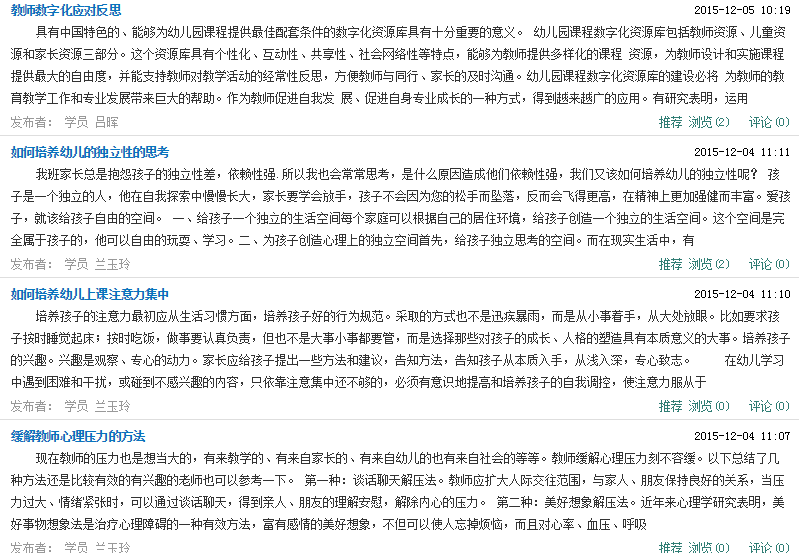 教师数字化应对反思 2015-12-05 10:19
具有中国特色的、能够为幼儿园课程提供最佳配套条件的数字化资源库具有十分重要的意义。 幼儿园课程数字化资源库包括教师资源、儿童资
源和家长资源三部分。这个资源库具有个性化、互动性、共享性、社会网络性等特点，能够为教师提供多样化的课程 资源，为教师设计和实施课程
提供最大的自由度，并能支持教师对教学活动的经常性反思，方便教师与同行、家长的及时沟通。幼儿园课程数字化资源库的建设必将 为教师的教
育教学工作和专业发展带来巨大的帮助。作为教师促进自我发 展、促进自身专业成长的一种方式，得到越来越广的应用。有研究表明，运用
发布者： 学员 吕晖 推荐 浏览(2) 评论(0)
如何培养幼儿的独立性的思考 2015-12-04 11:11
我班家长总是抱怨孩子的独立性差，依赖性强.所以我也会常常思考，是什么原因造成他们依赖性强，我们又该如何培养幼儿的独立性呢？ 孩
子是一个独立的人，他在自我探索中慢慢长大，家长要学会放手，孩子不会因为您的松手而坠落，反而会飞得更高，在精神上更加强健而丰富。爱孩
子，就该给孩子自由的空间。 一、给孩子一个独立的生活空间每个家庭可以根据自己的居住环境，给孩子创造一个独立的生活空间。这个空间是完
全属于孩子的，他可以自由的玩耍、学习。二、为孩子创造心理上的独立空间首先，给孩子独立思考的空间。而在现实生活中，有
发布者： 学员 兰玉玲 推荐 浏览(2) 评论(0)
如何培养幼儿上课注意力集中 2015-12-04 11:10
培养孩子的注意力最初应从生活习惯方面，培养孩子好的行为规范。采取的方式也不是迅疾暴雨，而是从小事着手，从大处放眼。比如要求孩
子按时睡觉起床；按时吃饭，做事要认真负责，但也不是大事小事都要管，而是选择那些对孩子的成长、人格的塑造具有本质意义的大事。培养孩子
的兴趣。兴趣是观察、专心的动力。家长应给孩子提出一些方法和建议，告知方法，告知孩子从本质入手，从浅入深，专心致志。 在幼儿学习
中遇到困难和干扰，或碰到不感兴趣的内容，只依靠注意集中还不够的，必须有意识地提高和培养孩子的自我调控，使注意力服从于
发布者： 学员 兰玉玲 推荐 浏览(0) 评论(0)
缓解教师心理压力的方法 2015-12-04 11:07
现在教师的压力也是想当大的，有来教学的、有来自家长的、有来自幼儿的也有来自社会的等等。教师缓解心理压力刻不容缓。以下总结了几
种方法还是比较有效的有兴趣的老师也可以参考一下。 第一种：谈话聊天解压法。教师应扩大人际交往范围，与家人、朋友保持良好的关系，当压
力过大、情绪紧张时，可以通过谈话聊天，得到亲人、朋友的理解安慰，解除内心的压力。 第二种：美好想象解压法。近年来心理学研究表明，美
好事物想象法是治疗心理障碍的一种有效方法，富有感情的美好想象，不但可以使人忘掉烦恼，而且对心率、血压、呼吸
发布者： 学员 兰玉玲 推荐 浏览(0) 评论(0)